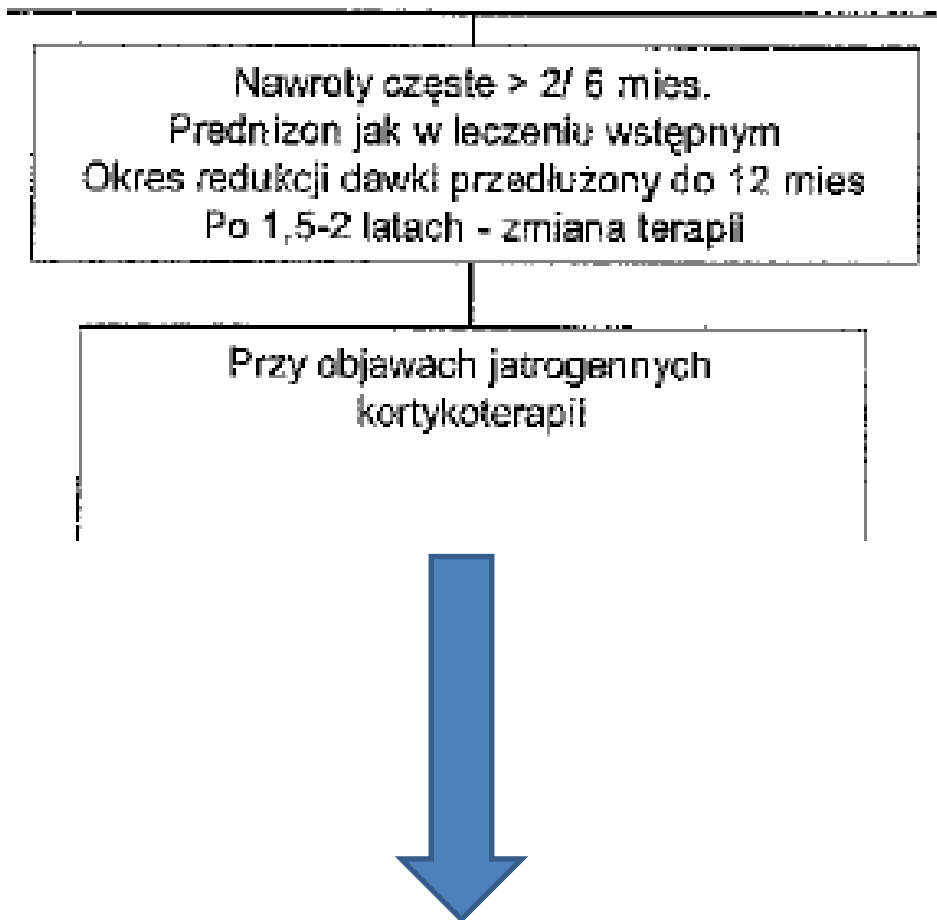 Nawroty częste > 2/ 6 mies.
Prednizon jak w leczeniu wstępnym
Okres redukcji dawki przedłużony do 12 mies
Po 1,5-2 latach - zmiana terapii
Przy objawach jatrogennych
kortykoterapii